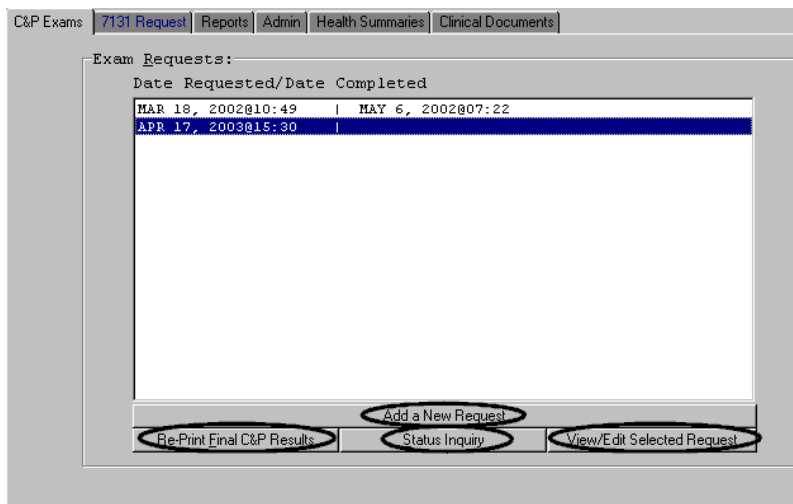 C&P Exams 7131 Request Reports Admin Health Summaries Clinical Documents
Exam Requests:
Date Requested/Date Completed
MAR 18, 2002@10:49 | MAY 6, 2002@07:22
APR 17, 2003@15:30 |
Add a New Request
Re-Print Final C&P Results Status Inquiry View/Edit Selected Request